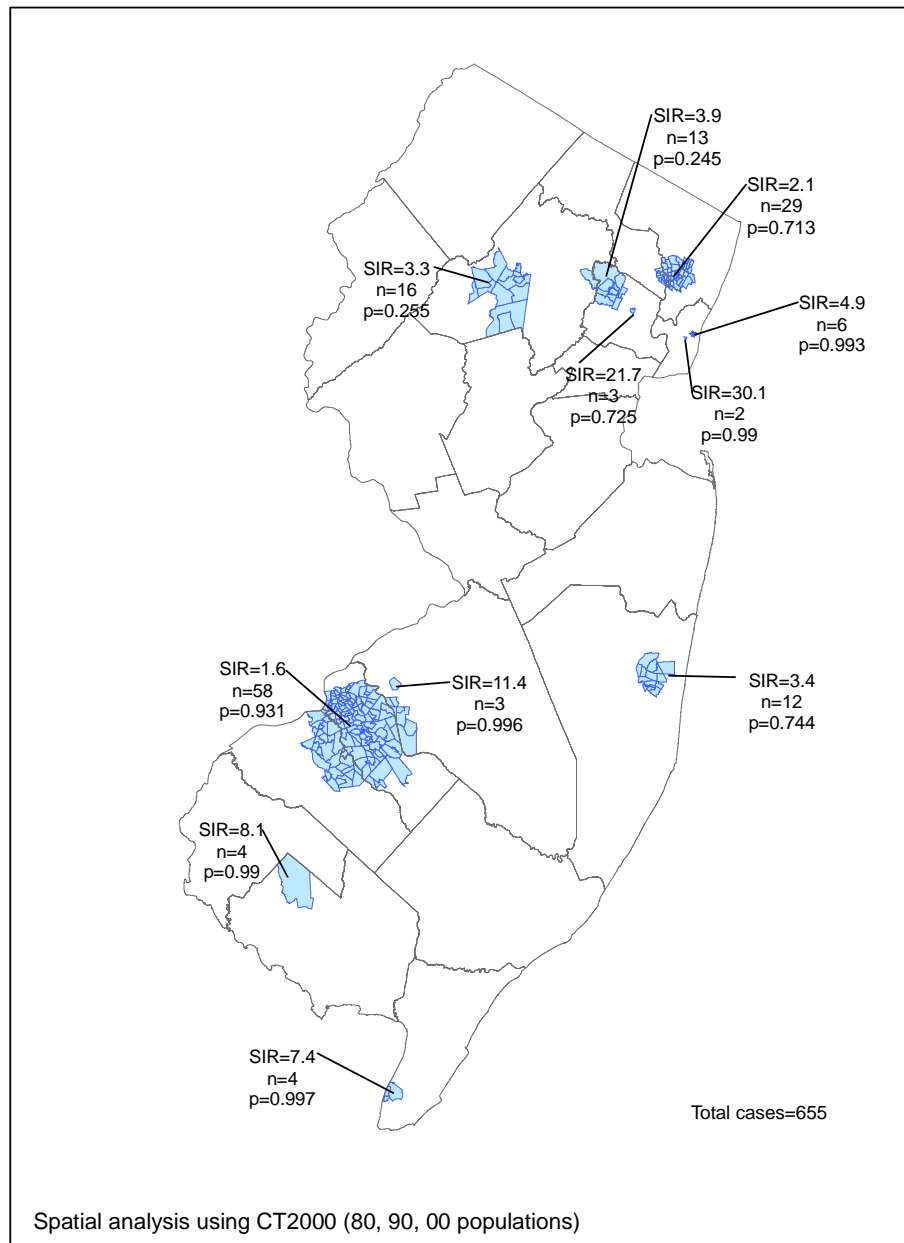 SIR=3.9
n=13
p=0.245
SIR=2.1
n=29
p=0.713
SIR=3.3
n=16
p=0.255
SIR=4.9
n=6
p=0.993
SIR=21.7
n=3
p=0.725
SIR=30.1
n=2
p=0.99
SIR=1.6
n=58
p=0.931
SIR=11.4
n=3
p=0.996
SIR=3.4
n=12
p=0.744
SIR=8.1
n=4
p=0.99
SIR=7.4
n=4
p=0.997
Total cases=655
Spatial analysis using CT2000 (80, 90, 00 populations)